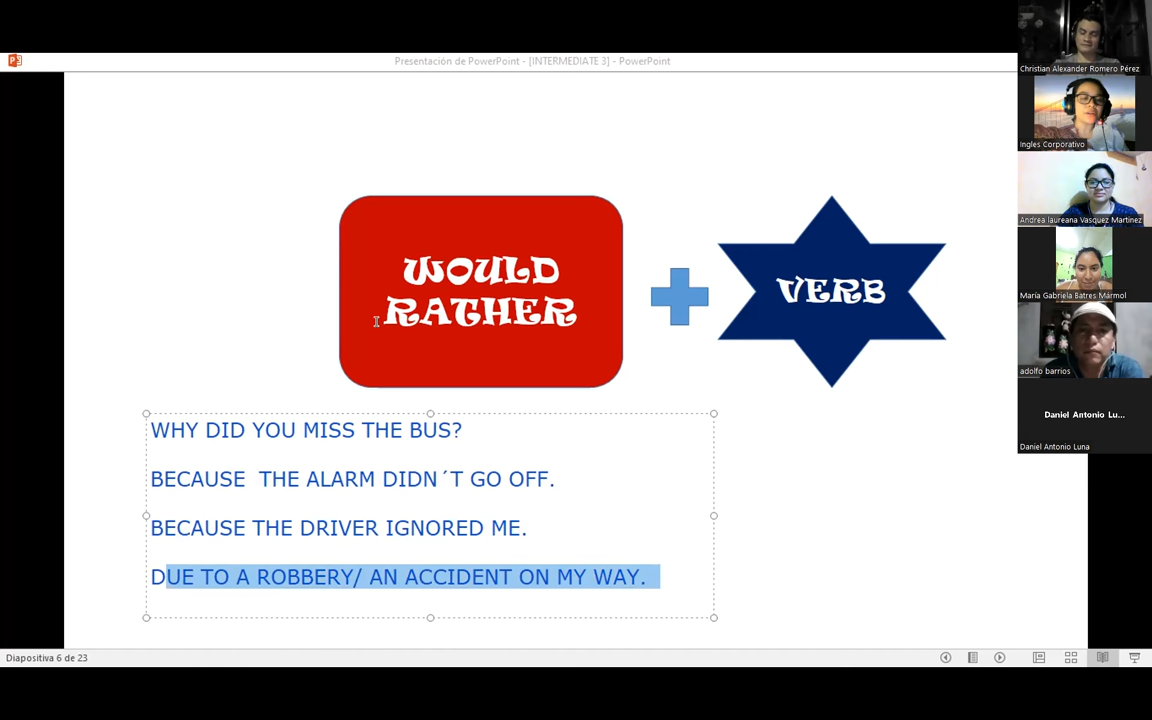 Presentación de PowerPoint - [INTERMEDIATE 3] - PowerPoint
WOULD
RATHER
VERB
WHY DID YOU MISS THE BUS?
BECAUSE  THE ALARM DIDN´T GO OFF.
BECAUSE THE DRIVER IGNORED ME.
DUE TO A ROBBERY/ AN ACCIDENT ON MY WAY.
Diapositiva 6 de 23
Christian Alexander Romero Pérez
Ingles Corporativo
Andrea laureana Vasquez Martinez
María Gabriela Batres Mármol
adolfo barrios
Daniel Antonio Lu...
Daniel Antonio Luna